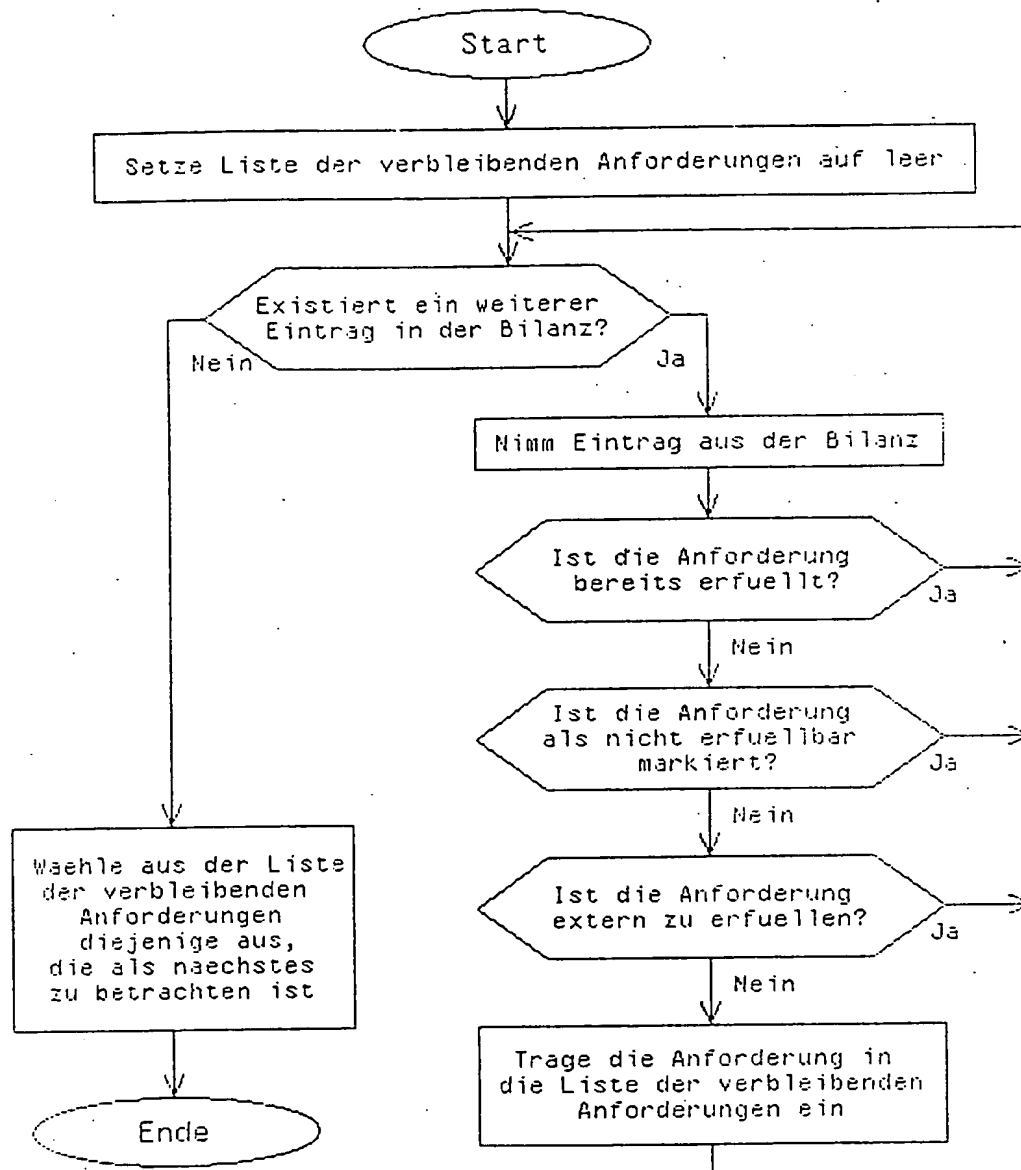 Start
Setze Liste der verbleibenden Anforderungen auf leer
Existiert ein weiterer
Eintrag in der Bilanz?
Nein
Ja
Nimm Eintrag aus der Bilanz
Ist die Anforderung
bereits erfuellt?
Ja
Nein
Ist die Anforderung
als nicht erfuellbar
markiert?
Ja
Nein
Ist die Anforderung
extern zu erfuellen?
Ja
Nein
Trage die Anforderung in
die Liste der verbleibenden
Anforderungen ein
Waehle aus der Liste
der verbleibenden
Anforderungen
diejenige aus,
die als naechstes
zu betrachten ist
Ende